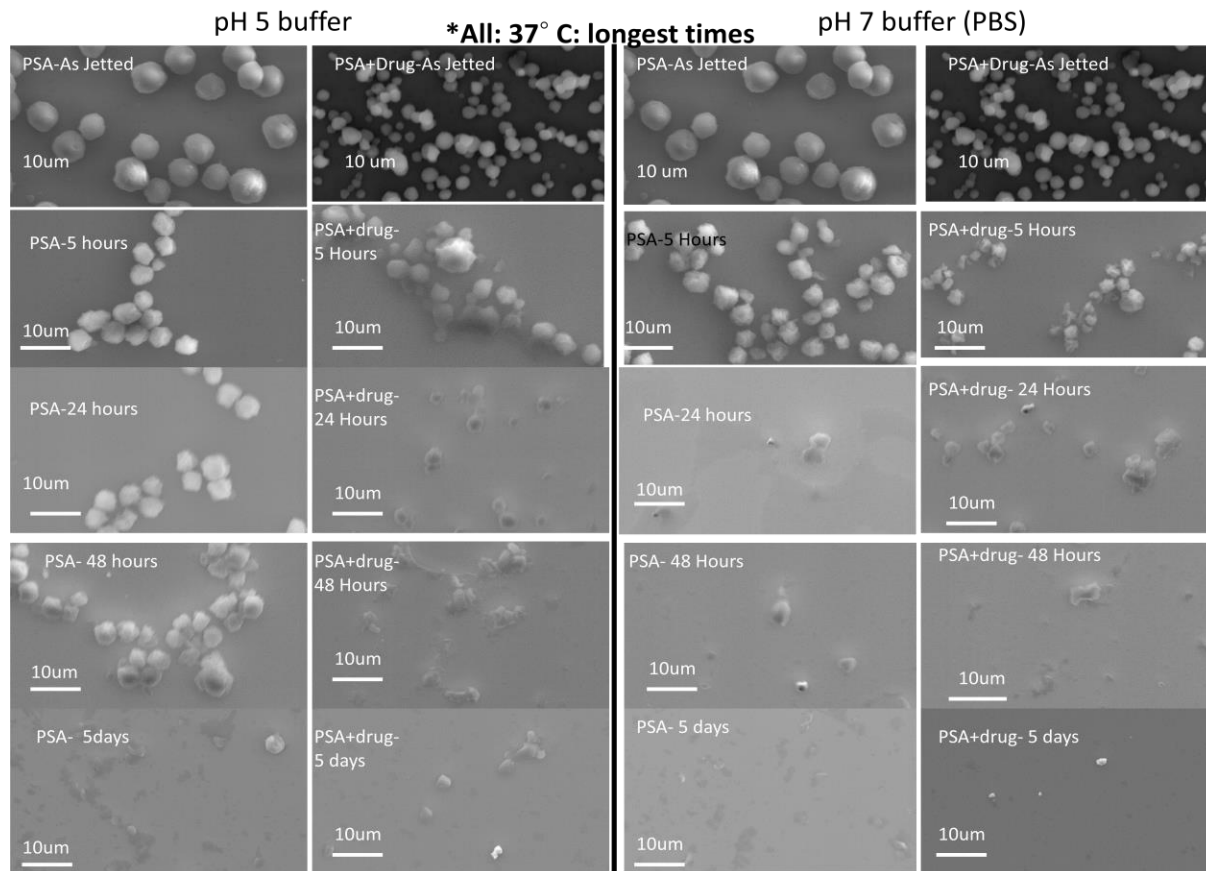 pH 5 buffer
*All: 37° C: longest times
pH 7 buffer (PBS)
PSA-As Jetted
10um
PSA+Drug-As Jetted
10 um
PSA-As Jetted
10 um
PSA+Drug-As Jetted
10 um
PSA-5 hours
10um
PSA+drug-
5 Hours
10um
PSA-5 Hours
10um
PSA+drug-5 Hours
10um
PSA-24 hours
10um
PSA+drug-
24 Hours
10um
PSA-24 hours
10um
PSA+drug- 24 Hours
10um
PSA- 48 hours
10um
PSA+drug-
48 Hours
10um
PSA- 48 Hours
10um
PSA+drug- 48 Hours
10um
PSA-  5days
10um
PSA+drug-
5 days
10um
PSA- 5 days
10um
PSA+drug- 5 days
10um